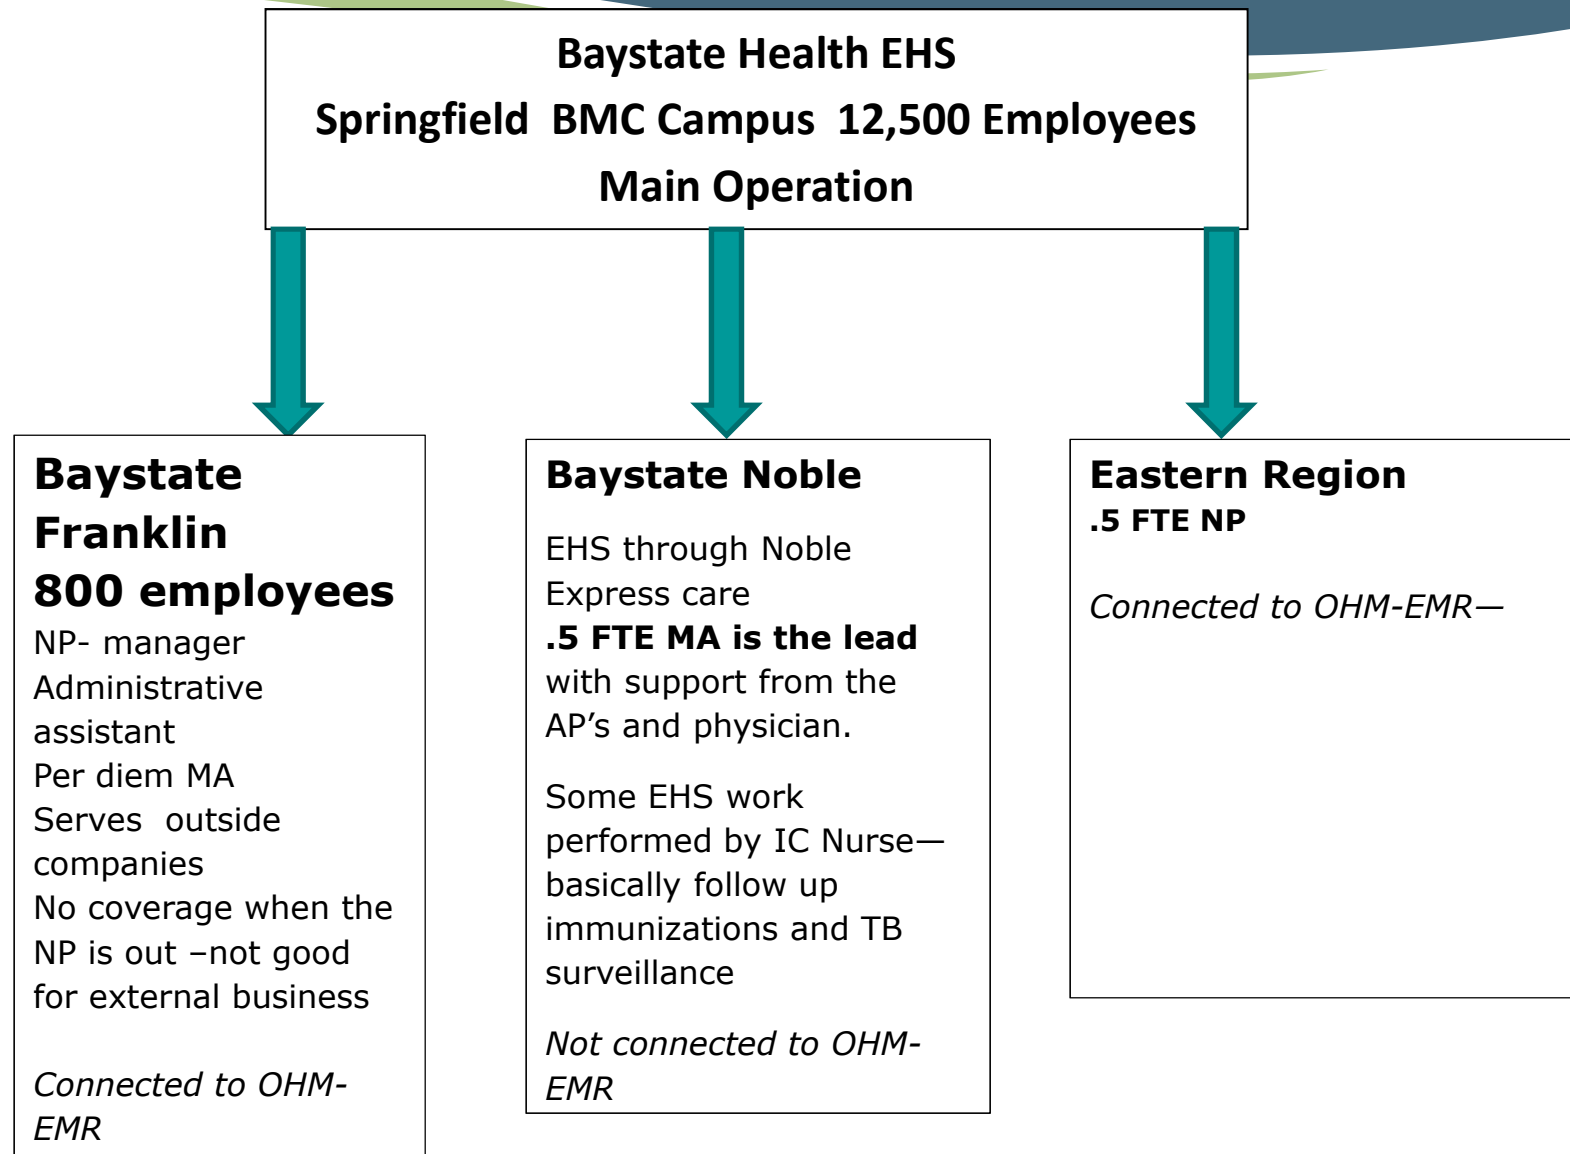 Baystate Health EHS
Springfield  BMC Campus  12,500 Employees
Main Operation
Baystate
Franklin
800 employees
NP- manager
Administrative
assistant
Per diem MA
Serves  outside
companies
No coverage when the
NP is out –not good
for external business
Connected to OHM-
EMR
Baystate Noble
EHS through Noble
Express care
.5 FTE MA is the lead
with support from the
AP’s and physician.
Some EHS work
performed by IC Nurse—
basically follow up
immunizations and TB
surveillance
Not connected to OHM-
EMR
Eastern Region
.5 FTE NP
Connected to OHM-EMR—